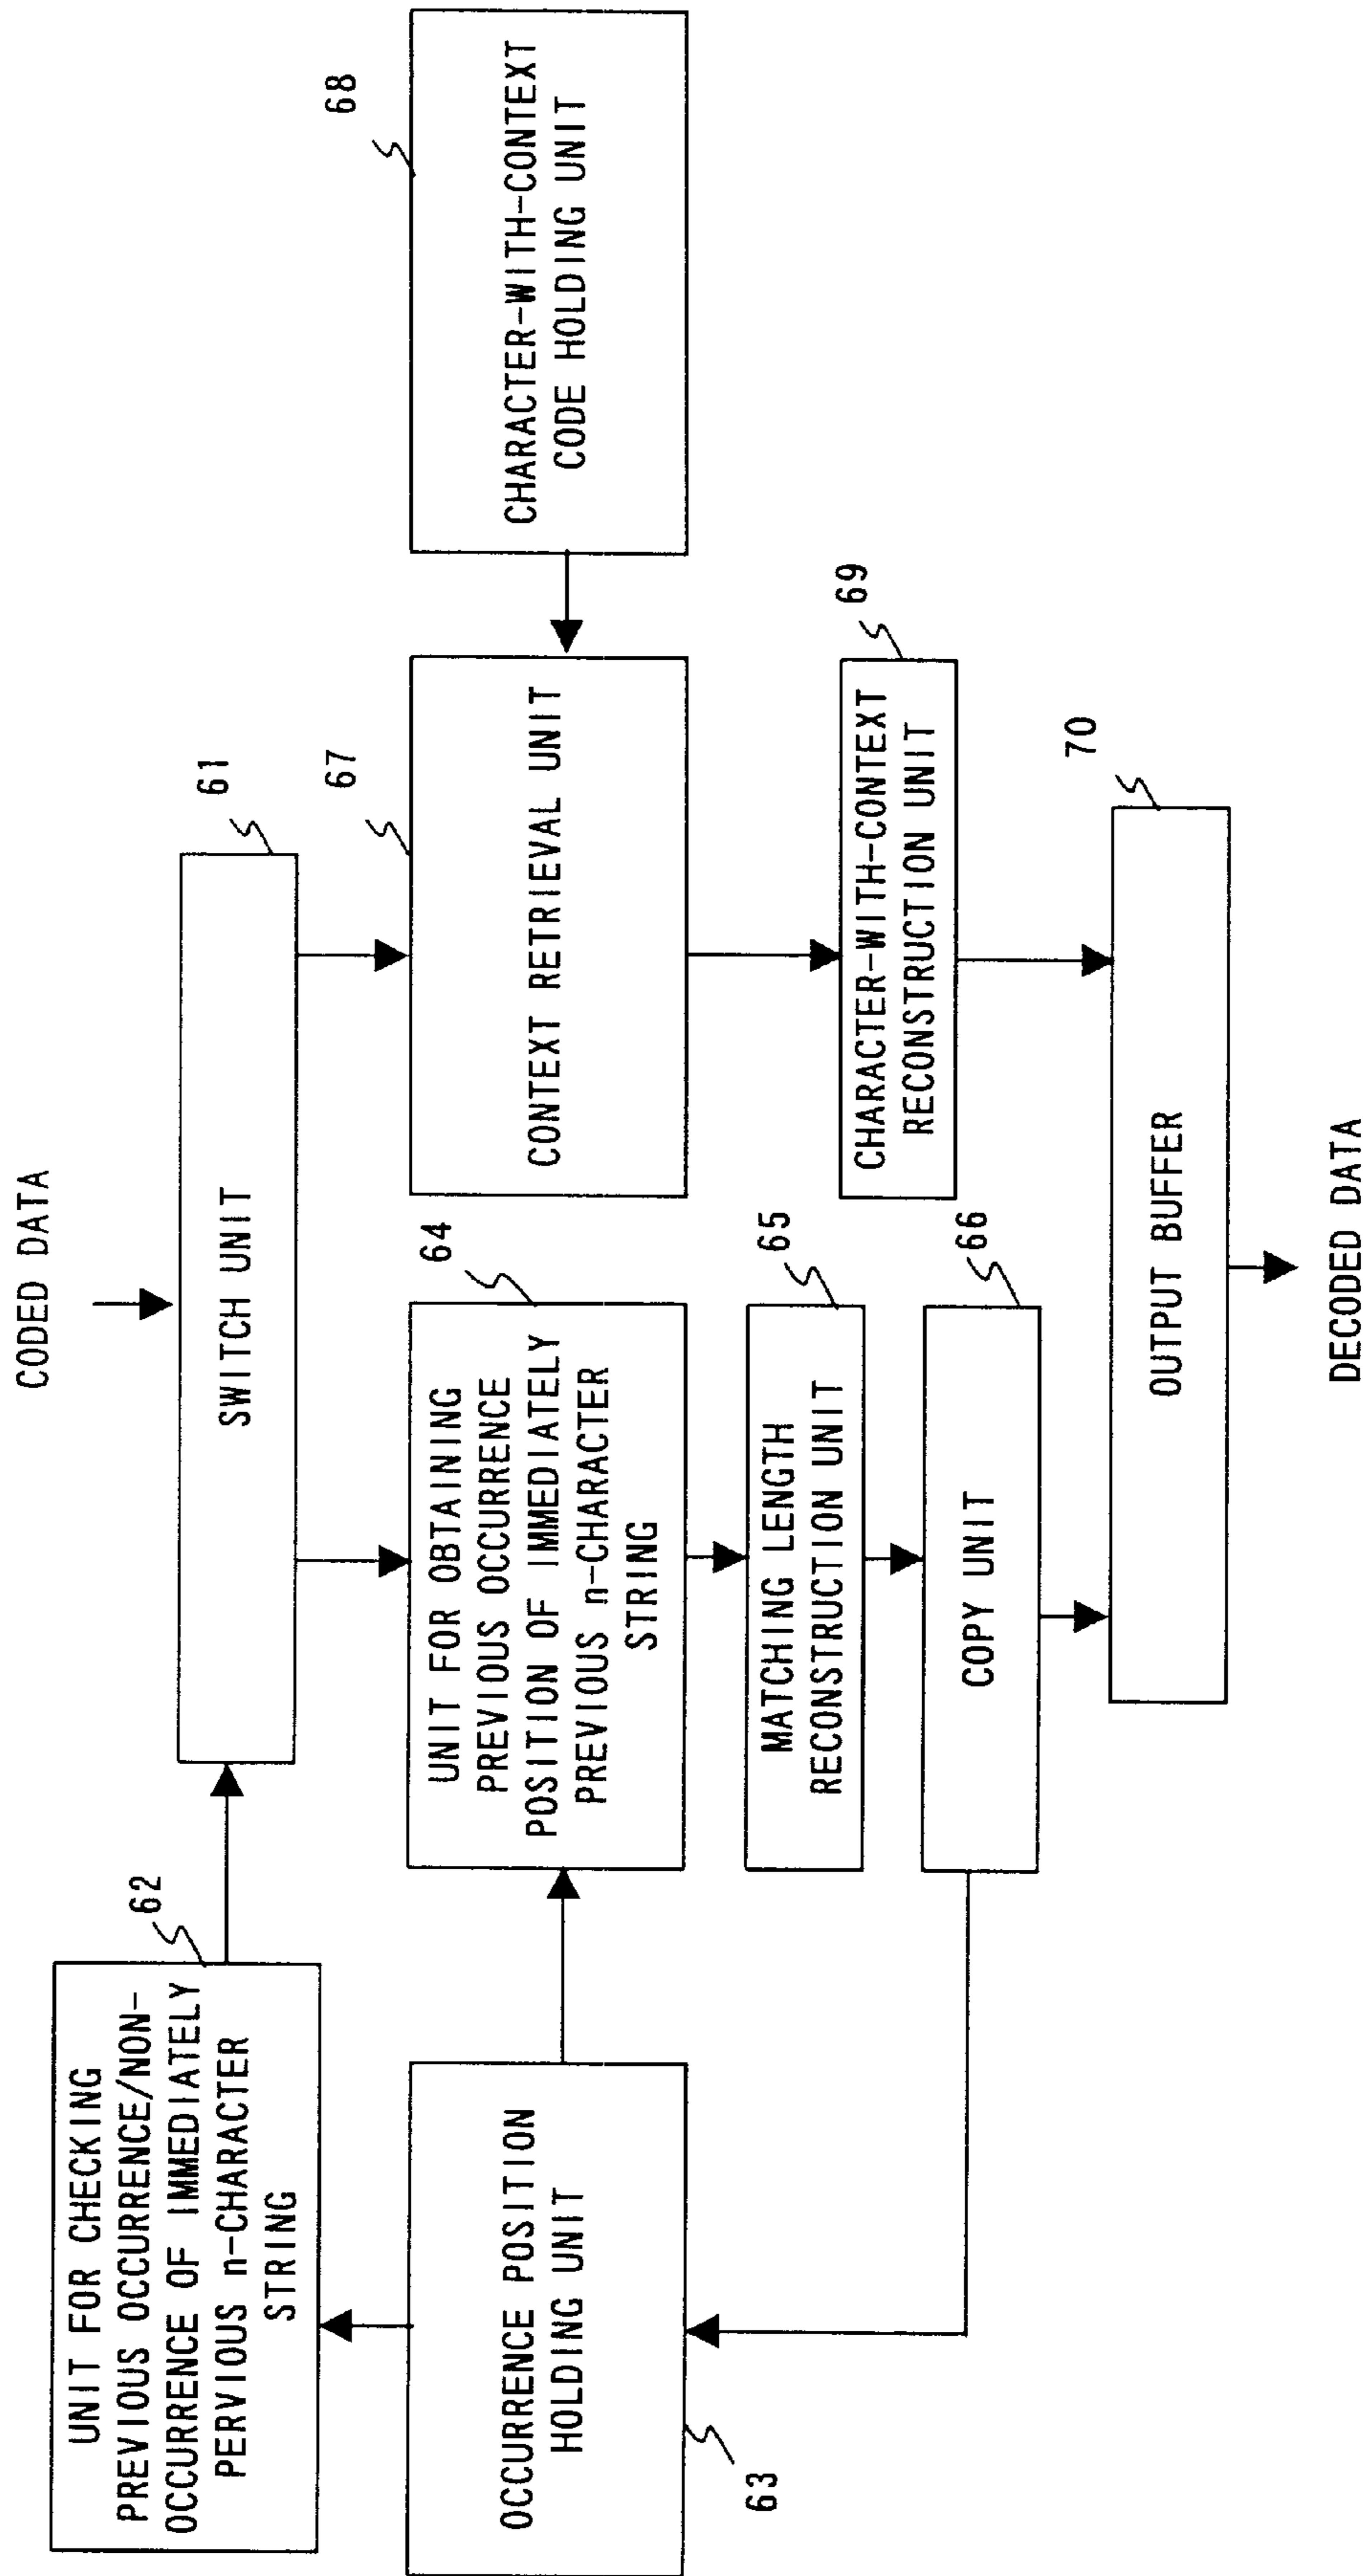 CODED DATA
61
SWITCH UNIT
62
UNIT FOR CHECKING
PREVIOUS OCCURRENCE/NON-
OCCURRENCE OF IMMEDIATELY
PERVIOUS n-CHARACTER
STRING
63
OCCURRENCE POSITION
HOLDING UNIT
64
UNIT FOR OBTAINING
PREVIOUS OCCURRENCE
POSITION OF IMMEDIATELY
PREVIOUS n-CHARACTER
STRING
67
CONTEXT RETRIEVAL UNIT
68
CHARACTER-WITH-CONTEXT
CODE HOLDING UNIT
65
MATCHING LENGTH
RECONSTRUCTION UNIT
69
CHARACTER-WITH-CONTEXT
RECONSTRUCTION UNIT
66
COPY UNIT
70
OUTPUT BUFFER
DECODED DATA